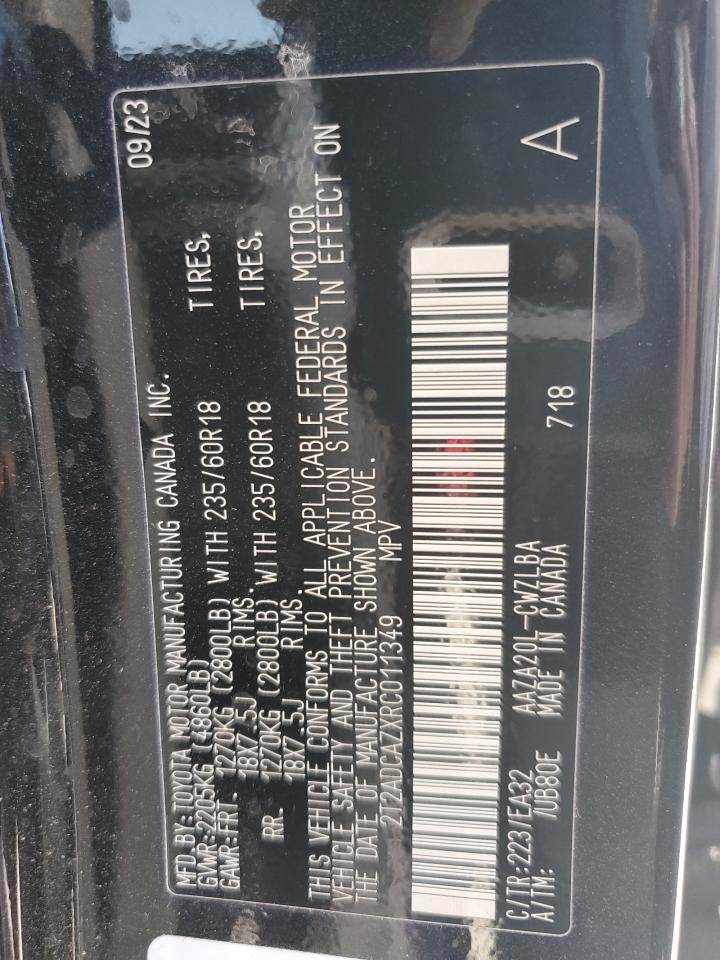 MFD.BY:TOYOTA MOTOR MANUFACTURING CANADA INC. 09/23
GVWR:2205KG (4860LB)
GAWR:FRT. 1270KG (2800LB) WITH 235/60R18 TIRES,
18X7.5J RIMS.
RR. 1270KG (2800LB) WITH 235/60R18 TIRES,
18X7.5J RIMS.
THIS VEHICLE CONFORMS TO ALL APPLICABLE FEDERAL MOTOR
VEHICLE SAFETY AND THEFT PREVENTION STANDARDS IN EFFECT ON
THE DATE OF MANUFACTURE SHOWN ABOVE.
2T2ADCAZXRC011349 MPV
C/TR:223/EA32 AAZA20L-CWZLBA 718 A
A/TM: /UB80E MADE IN CANADA